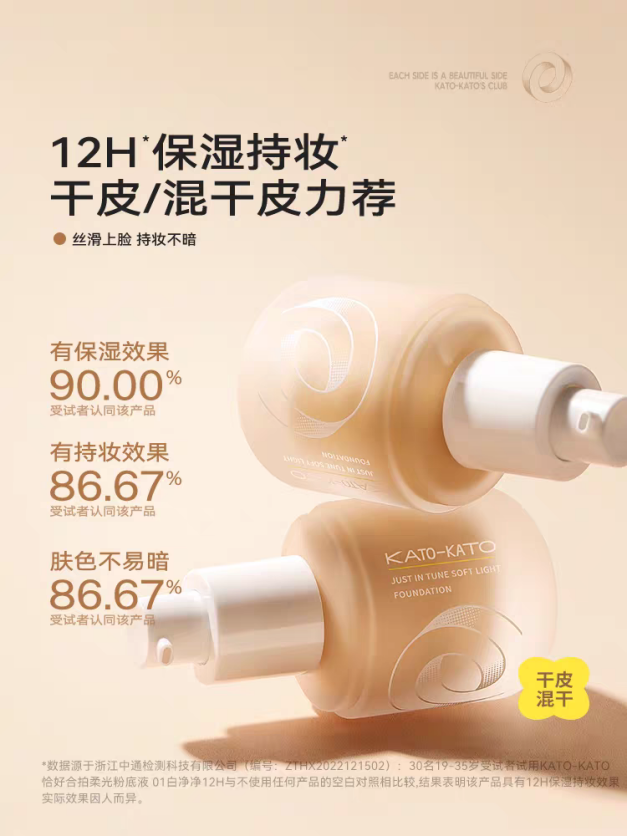 EACH SIDE IS A BEAUTIFUL SIDE
KATO-KATO'S CLUB
12H*保湿持妆*
干皮/混干皮力荐
丝滑上脸 持妆不暗
有保湿效果
90.00%
受试者认同该产品
有持妆效果
86.67%
受试者认同该产品
肤色不易暗
86.67%
受试者认同该产品
FOUNDATION
JUST IN TUNE SOFT LIGHT
KATO-KATO
JUST IN TUNE SOFT LIGHT
FOUNDATION
干皮
混干
*数据源于浙江中通检测科技有限公司（编号：ZTHX2022121502）：30名19-35岁受试者试用KATO-KATO
恰好合拍柔光粉底液 01白净净12H与不使用任何产品的空白对照相比较,结果表明该产品具有12H保湿持妆效果
实际效果因人而异。